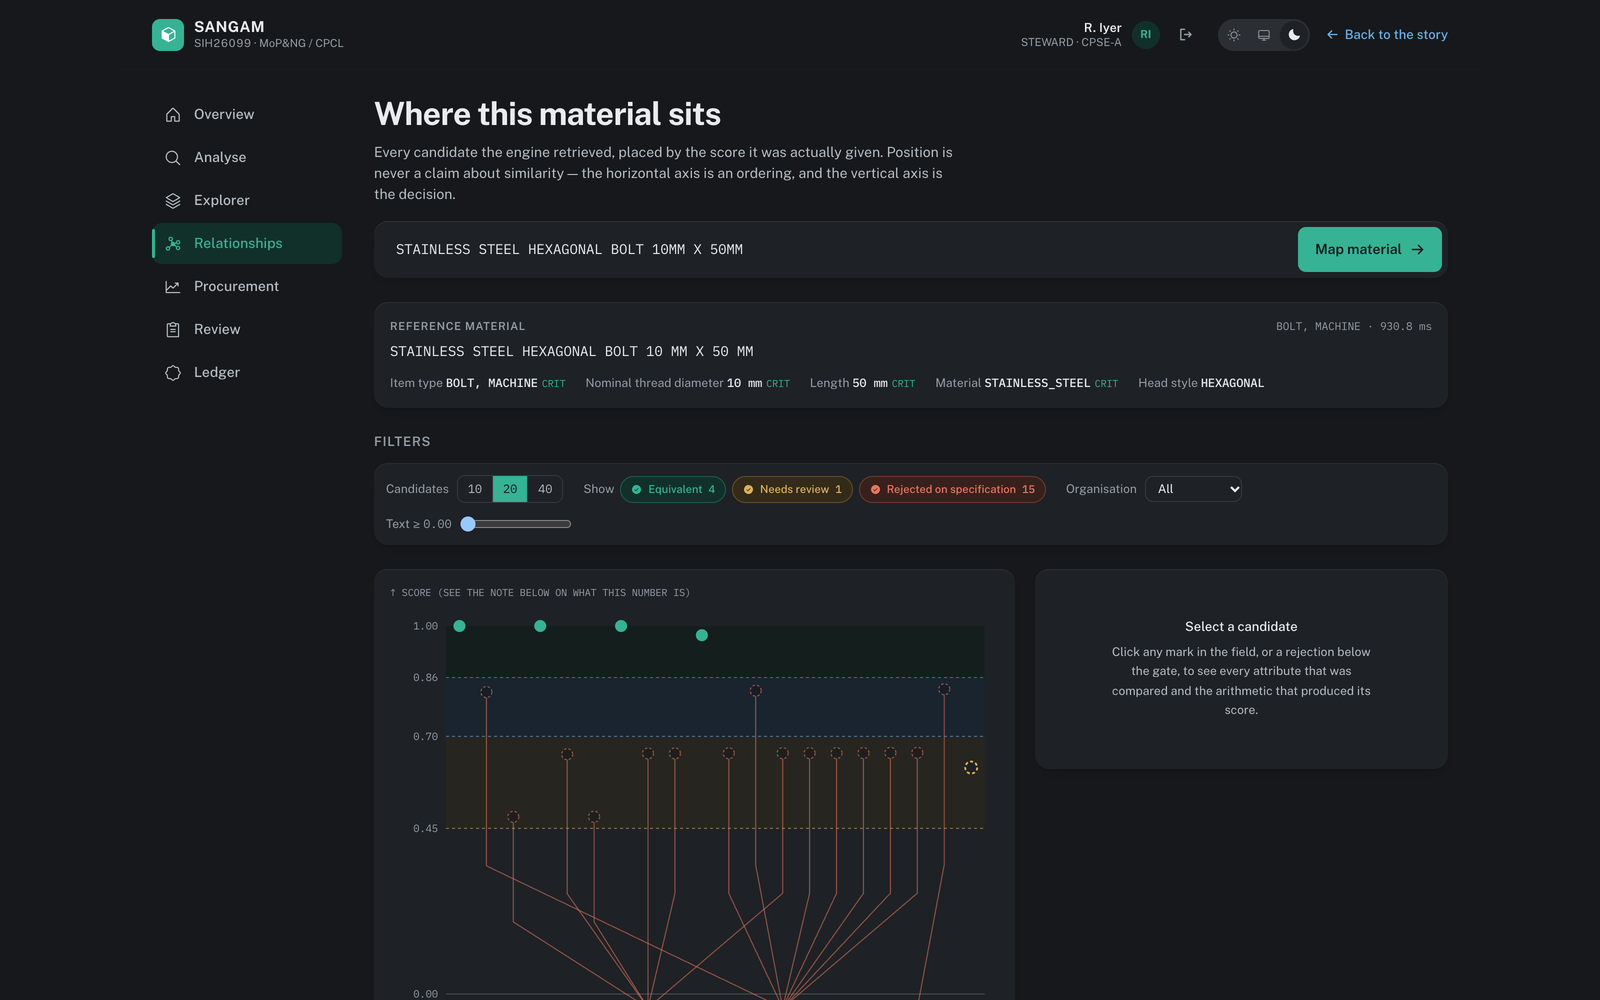 SANGAM
SIH26099 · MoP&NG / CPCL
R. Iyer
STEWARD · CPSE-A
RI
← Back to the story
Overview
Analyse
Explorer
Relationships
Procurement
Review
Ledger
Where this material sits
Every candidate the engine retrieved, placed by the score it was actually given. Position is
never a claim about similarity — the horizontal axis is an ordering, and the vertical axis is
the decision.
STAINLESS STEEL HEXAGONAL BOLT 10MM X 50MM
Map material →
REFERENCE MATERIAL
BOLT, MACHINE · 930.8 ms
STAINLESS STEEL HEXAGONAL BOLT 10 MM X 50 MM
Item type BOLT, MACHINE CRIT Nominal thread diameter 10 mm CRIT Length 50 mm CRIT Material STAINLESS_STEEL CRIT Head style HEXAGONAL
FILTERS
Candidates 10 20 40 Show Equivalent 4 Needs review 1 Rejected on specification 15 Organisation All
Text ≥ 0.00
↑ SCORE (SEE THE NOTE BELOW ON WHAT THIS NUMBER IS)
1.00
0.86
0.70
0.45
0.00
Select a candidate
Click any mark in the field, or a rejection below
the gate, to see every attribute that was
compared and the arithmetic that produced its
score.